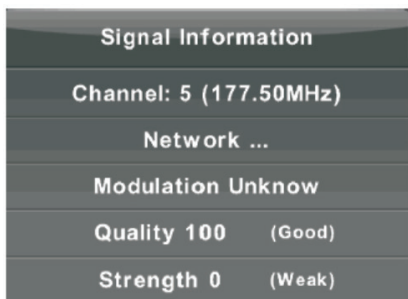 Signal Information
Channel: 5 (177.50MHz)
Network ...
Modulation Unknow
Quality 100 (Good)
Strength 0 (Weak)